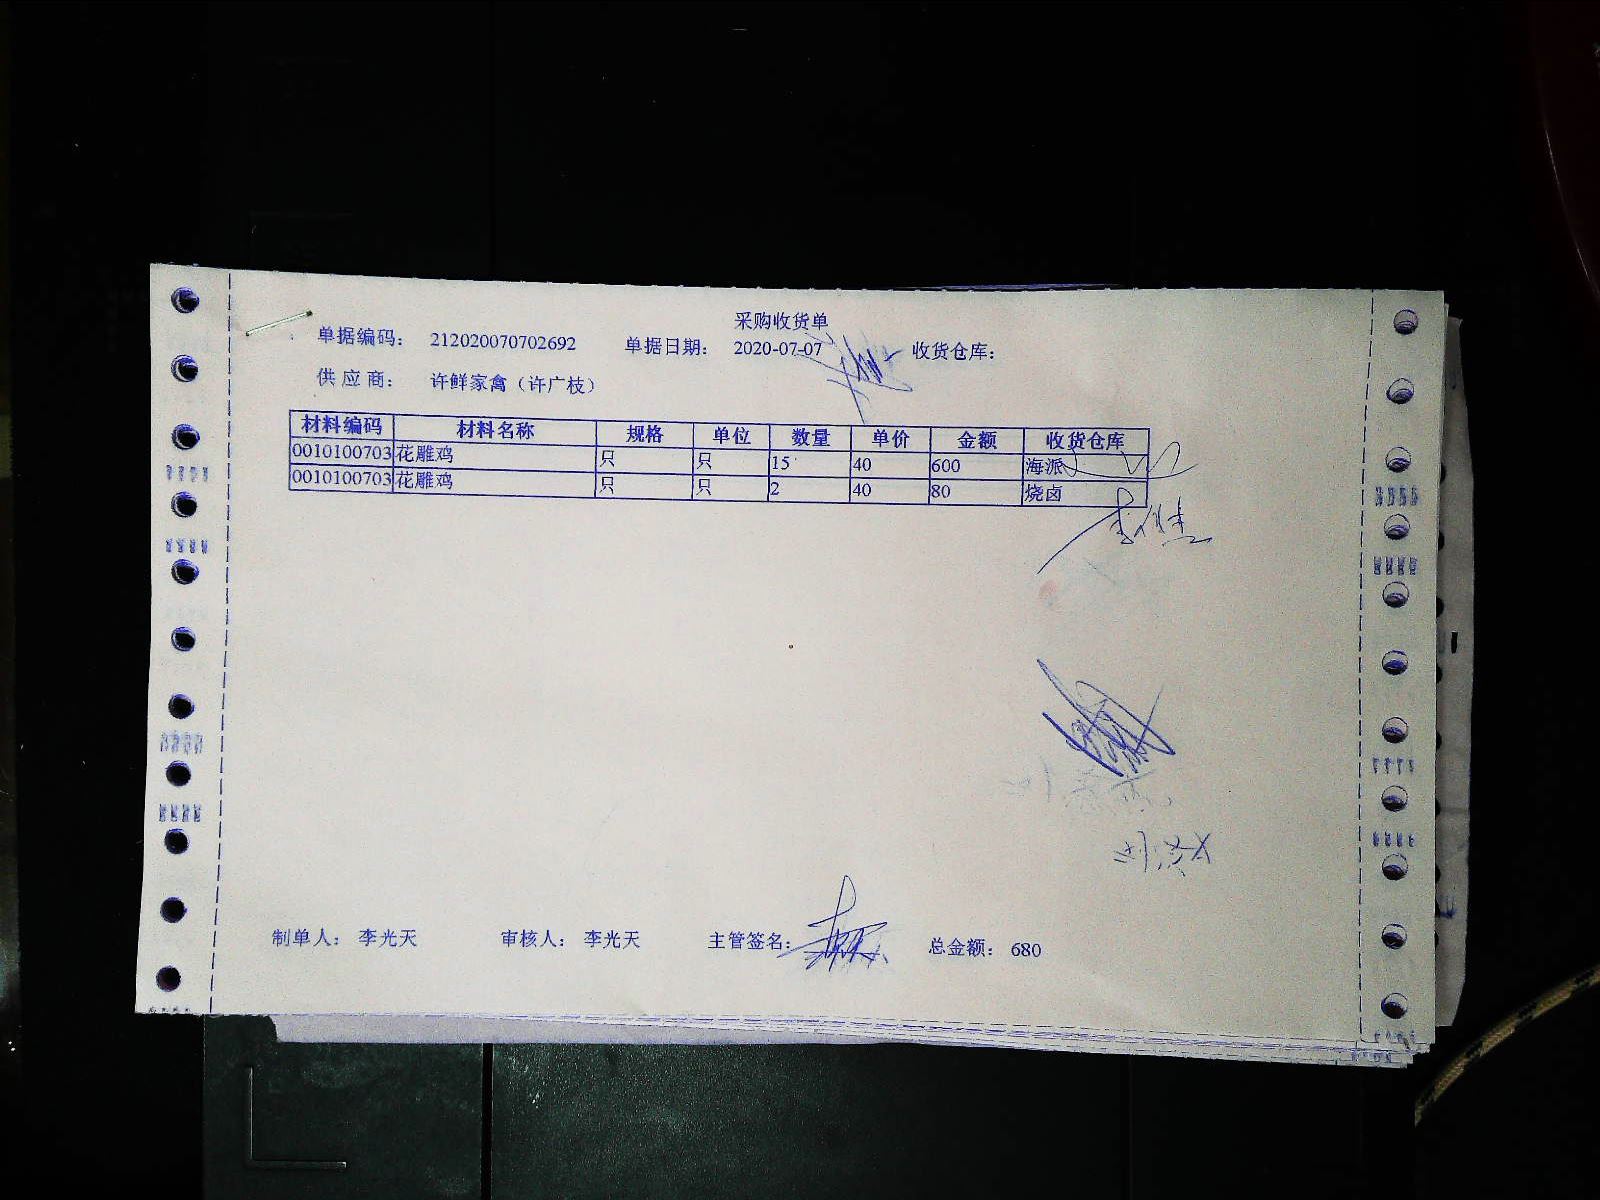 采购收货单
单据编码： 212020070702692 单据日期： 2020-07-07 收货仓库：
供 应 商： 许鲜家禽（许广枝）
材料编码 材料名称 规格 单位 数量 单价 金额 收货仓库
0010100703 花雕鸡 只 只 15 40 600 海派
0010100703 花雕鸡 只 只 2 40 80 烧卤
制单人： 李光天 审核人： 李光天 主管签名： 总金额： 680